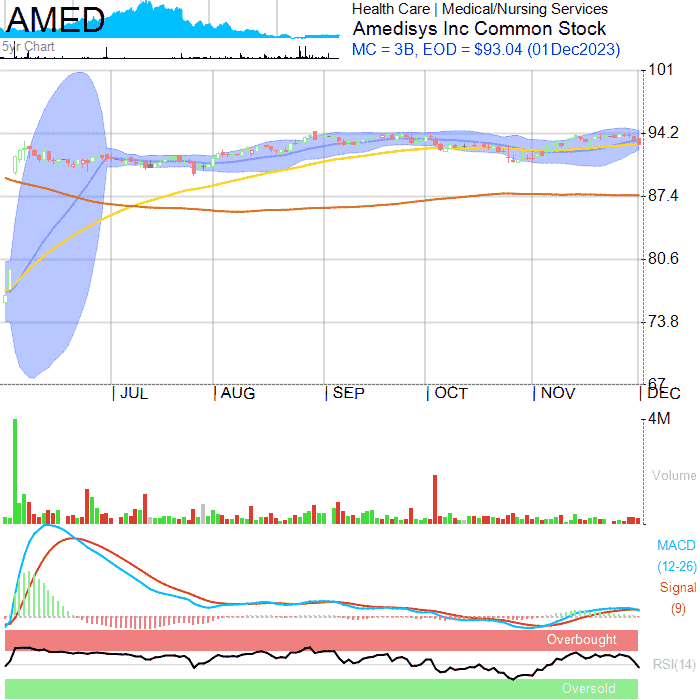 AMED
5yr Chart
Health Care | Medical/Nursing Services
Amedisys Inc Common Stock
MC = 3B, EOD = $93.04 (01Dec2023)
101
94.2
87.4
80.6
73.8
67
JUL
AUG
SEP
OCT
NOV
DEC
4M
Volume
MACD
(12-26)
Signal
(9)
Overbought
RSI(14)
Oversold